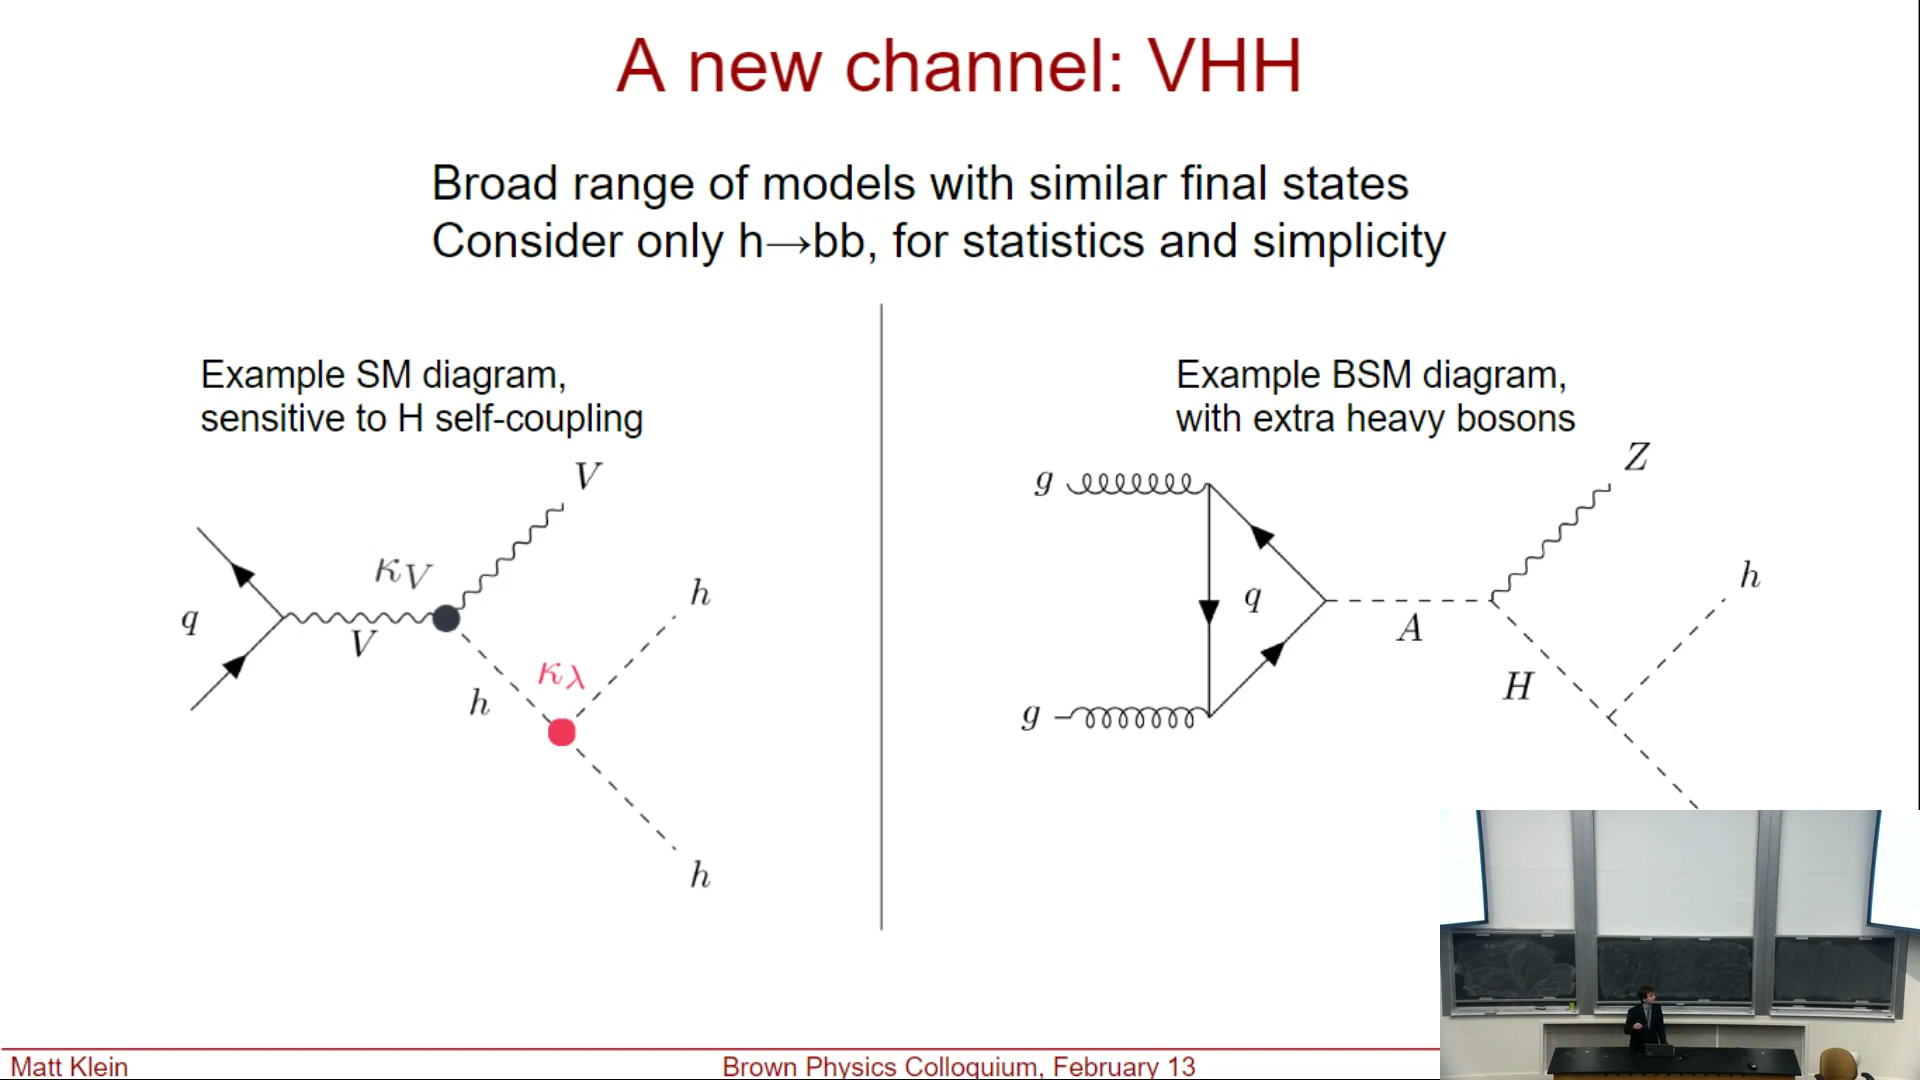 A new channel: VHH
Broad range of models with similar final states
Consider only h→bb, for statistics and simplicity
Example SM diagram,
sensitive to H self-coupling
V
κV
q
V
h
κλ
h
h
Example BSM diagram,
with extra heavy bosons
Z
g
h
q
A
H
g
Matt Klein
Brown Physics Colloquium, February 13